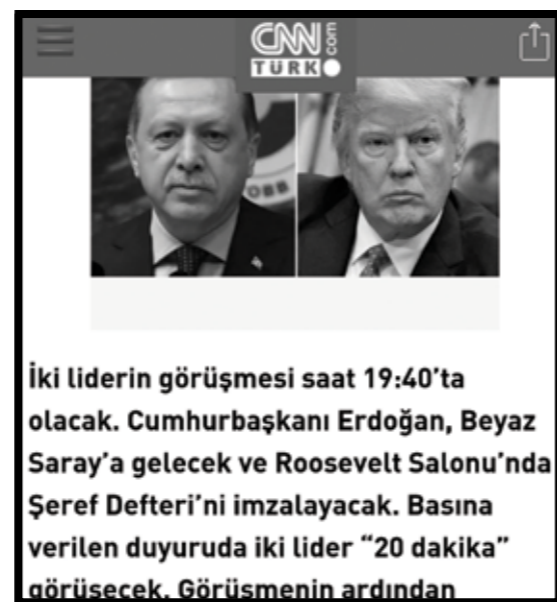 CNN
TÜRK
.com
İki liderin görüşmesi saat 19:40'ta
olacak. Cumhurbaşkanı Erdoğan, Beyaz
Saray'a gelecek ve Roosevelt Salonu'nda
Şeref Defteri'ni imzalayacak. Basına
verilen duyuruda iki lider “20 dakika”
görüşecek. Görüşmenin ardından